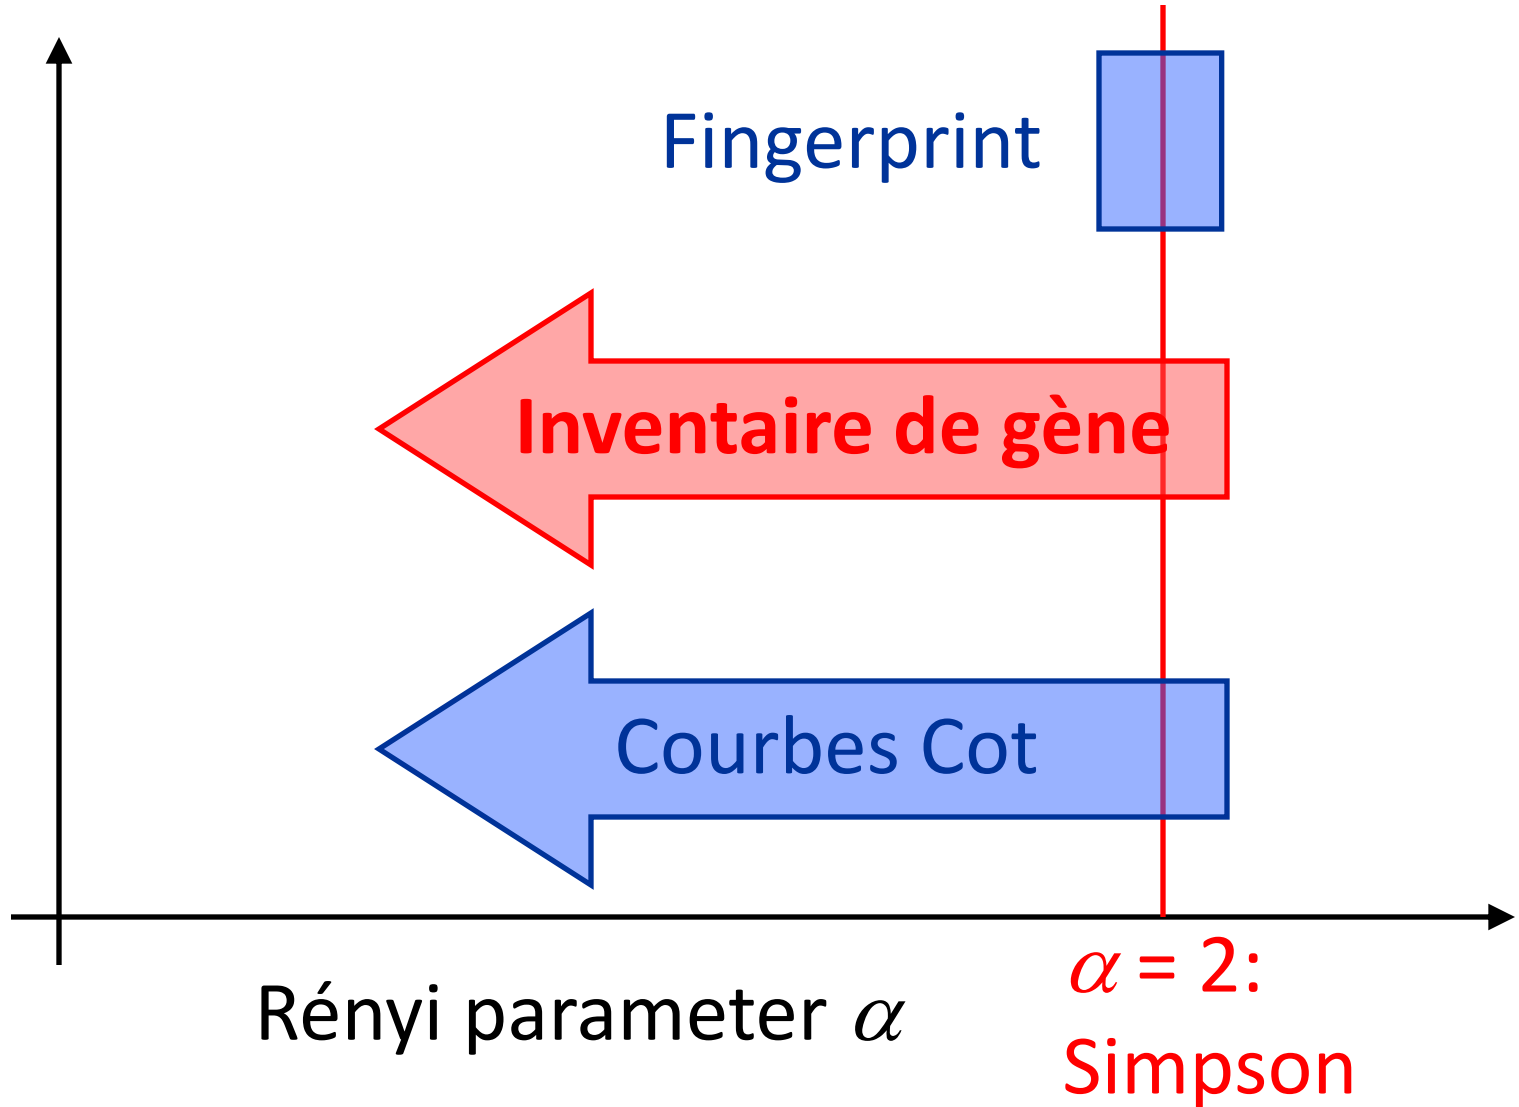 Fingerprint
Inventaire de gène
Courbes Cot
Rényi parameter α
α = 2:
Simpson